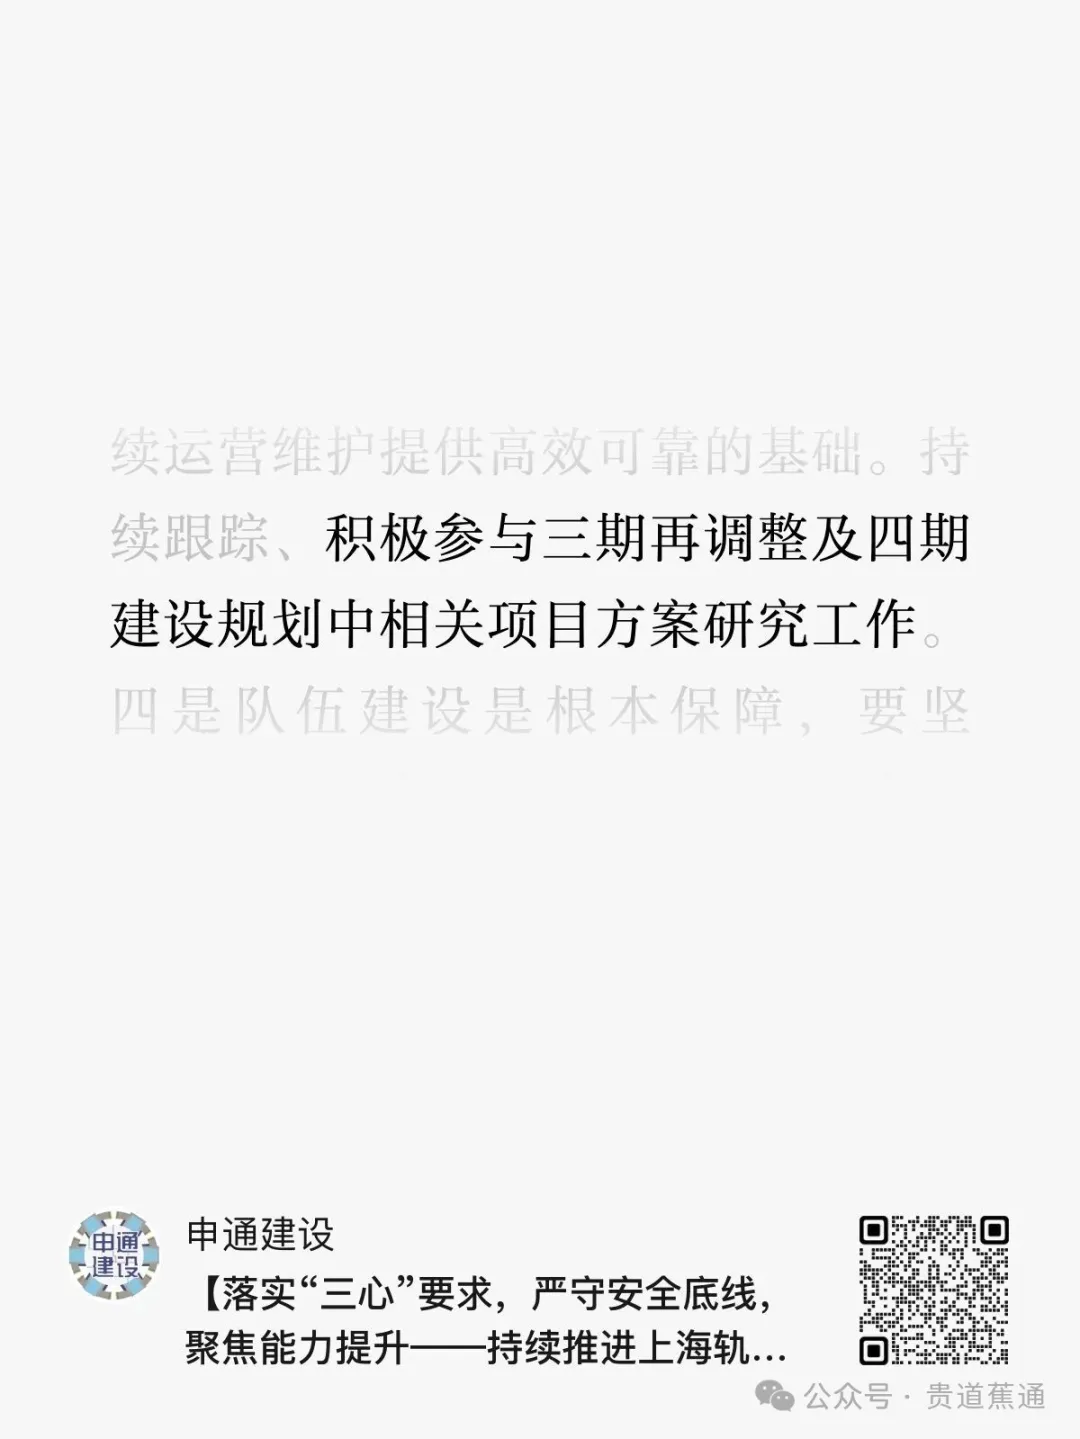 续运营维护提供高效可靠的基础。持
续跟踪、积极参与三期再调整及四期
建设规划中相关项目方案研究工作。
四是队伍建设是根本保障，要坚
申通
建设
申通建设
【落实“三心”要求，严守安全底线，
聚焦能力提升——持续推进上海轨...
公众号 · 贵道蕉通